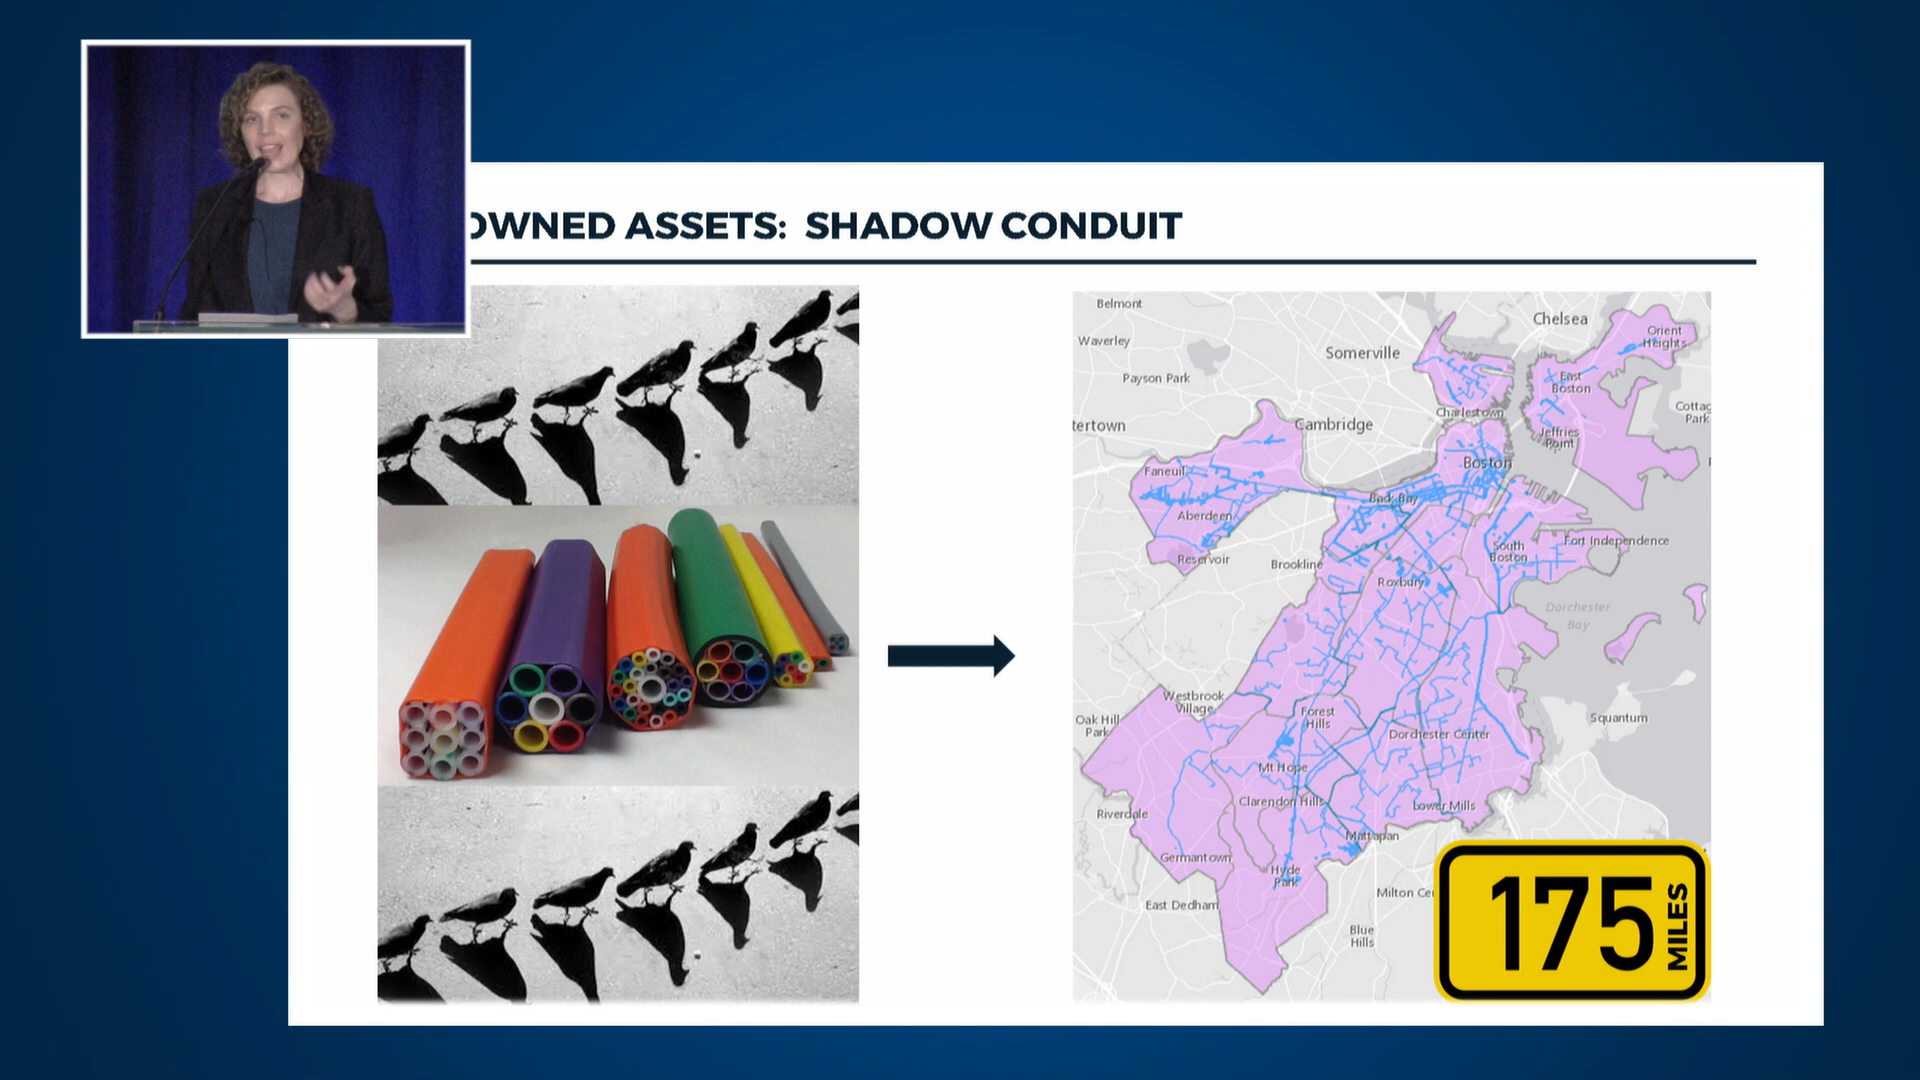 OWNED ASSETS: SHADOW CONDUIT
Belmont
Chelsea
Orient
Heights
Waverley
Somerville
Payson Park
East
Boston
Charlestown
Cottag
Park
tertown
Cambridge
Jeffries
Point
Boston
Faneuil
Back Bay
Aberdeen
South
Boston
Fort Independence
Reservoir
Brookline
Roxbury
Dorchester
Bay
Westbrook
Village
Oak Hill
Park
Forest
Hills
Squantum
Dorchester Center
Mt Hope
Clarendon Hills
Lower Mills
Riverdale
Mattapan
Germantown
Hyde
Park
Milton Cer
East Dedham
Blue
Hills
175 MILES